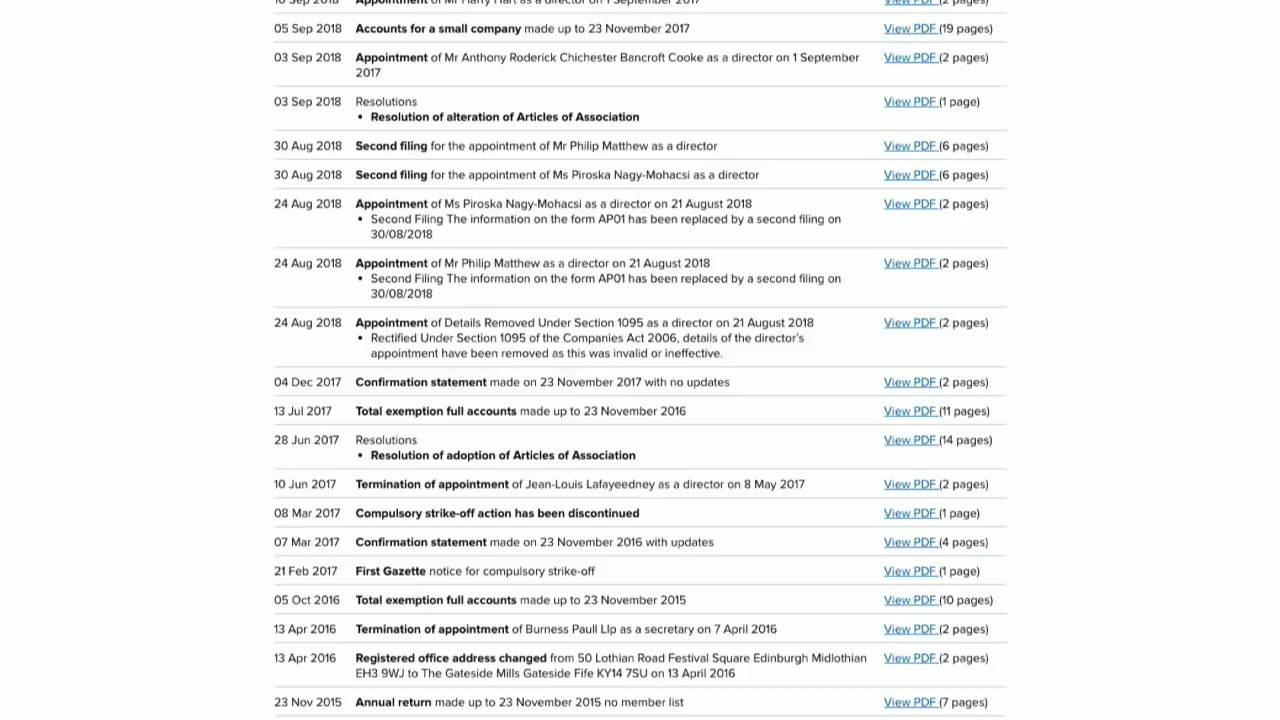 10 Sep 2018 Appointment of Mr Harry Hart as a director on 1 September 2017 View PDF (2 pages)
05 Sep 2018 Accounts for a small company made up to 23 November 2017 View PDF (19 pages)
03 Sep 2018 Appointment of Mr Anthony Roderick Chichester Bancroft Cooke as a director on 1 September View PDF (2 pages)
2017
03 Sep 2018 Resolutions View PDF (1 page)
• Resolution of alteration of Articles of Association
30 Aug 2018 Second filing for the appointment of Mr Philip Matthew as a director View PDF (6 pages)
30 Aug 2018 Second filing for the appointment of Ms Piroska Nagy-Mohacsi as a director View PDF (6 pages)
24 Aug 2018 Appointment of Ms Piroska Nagy-Mohacsi as a director on 21 August 2018 View PDF (2 pages)
• Second Filing The information on the form AP01 has been replaced by a second filing on
30/08/2018
24 Aug 2018 Appointment of Mr Philip Matthew as a director on 21 August 2018 View PDF (2 pages)
• Second Filing The information on the form AP01 has been replaced by a second filing on
30/08/2018
24 Aug 2018 Appointment of Details Removed Under Section 1095 as a director on 21 August 2018 View PDF (2 pages)
• Rectified Under Section 1095 of the Companies Act 2006, details of the director's
appointment have been removed as this was invalid or ineffective.
04 Dec 2017 Confirmation statement made on 23 November 2017 with no updates View PDF (2 pages)
13 Jul 2017 Total exemption full accounts made up to 23 November 2016 View PDF (11 pages)
28 Jun 2017 Resolutions View PDF (14 pages)
• Resolution of adoption of Articles of Association
10 Jun 2017 Termination of appointment of Jean-Louis Lafayeedney as a director on 8 May 2017 View PDF (2 pages)
08 Mar 2017 Compulsory strike-off action has been discontinued View PDF (1 page)
07 Mar 2017 Confirmation statement made on 23 November 2016 with updates View PDF (4 pages)
21 Feb 2017 First Gazette notice for compulsory strike-off View PDF (1 page)
05 Oct 2016 Total exemption full accounts made up to 23 November 2015 View PDF (10 pages)
13 Apr 2016 Termination of appointment of Burness Paull Llp as a secretary on 7 April 2016 View PDF (2 pages)
13 Apr 2016 Registered office address changed from 50 Lothian Road Festival Square Edinburgh Midlothian View PDF (2 pages)
EH3 9WJ to The Gateside Mills Gateside Fife KY14 7SU on 13 April 2016
23 Nov 2015 Annual return made up to 23 November 2015 no member list View PDF (7 pages)